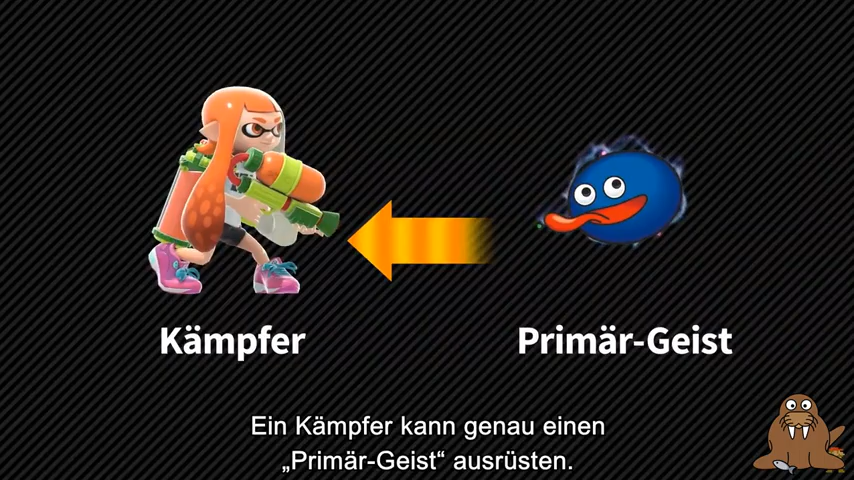 Kämpfer
Primär-Geist
Ein Kämpfer kann genau einen
„Primär-Geist“ ausrüsten.